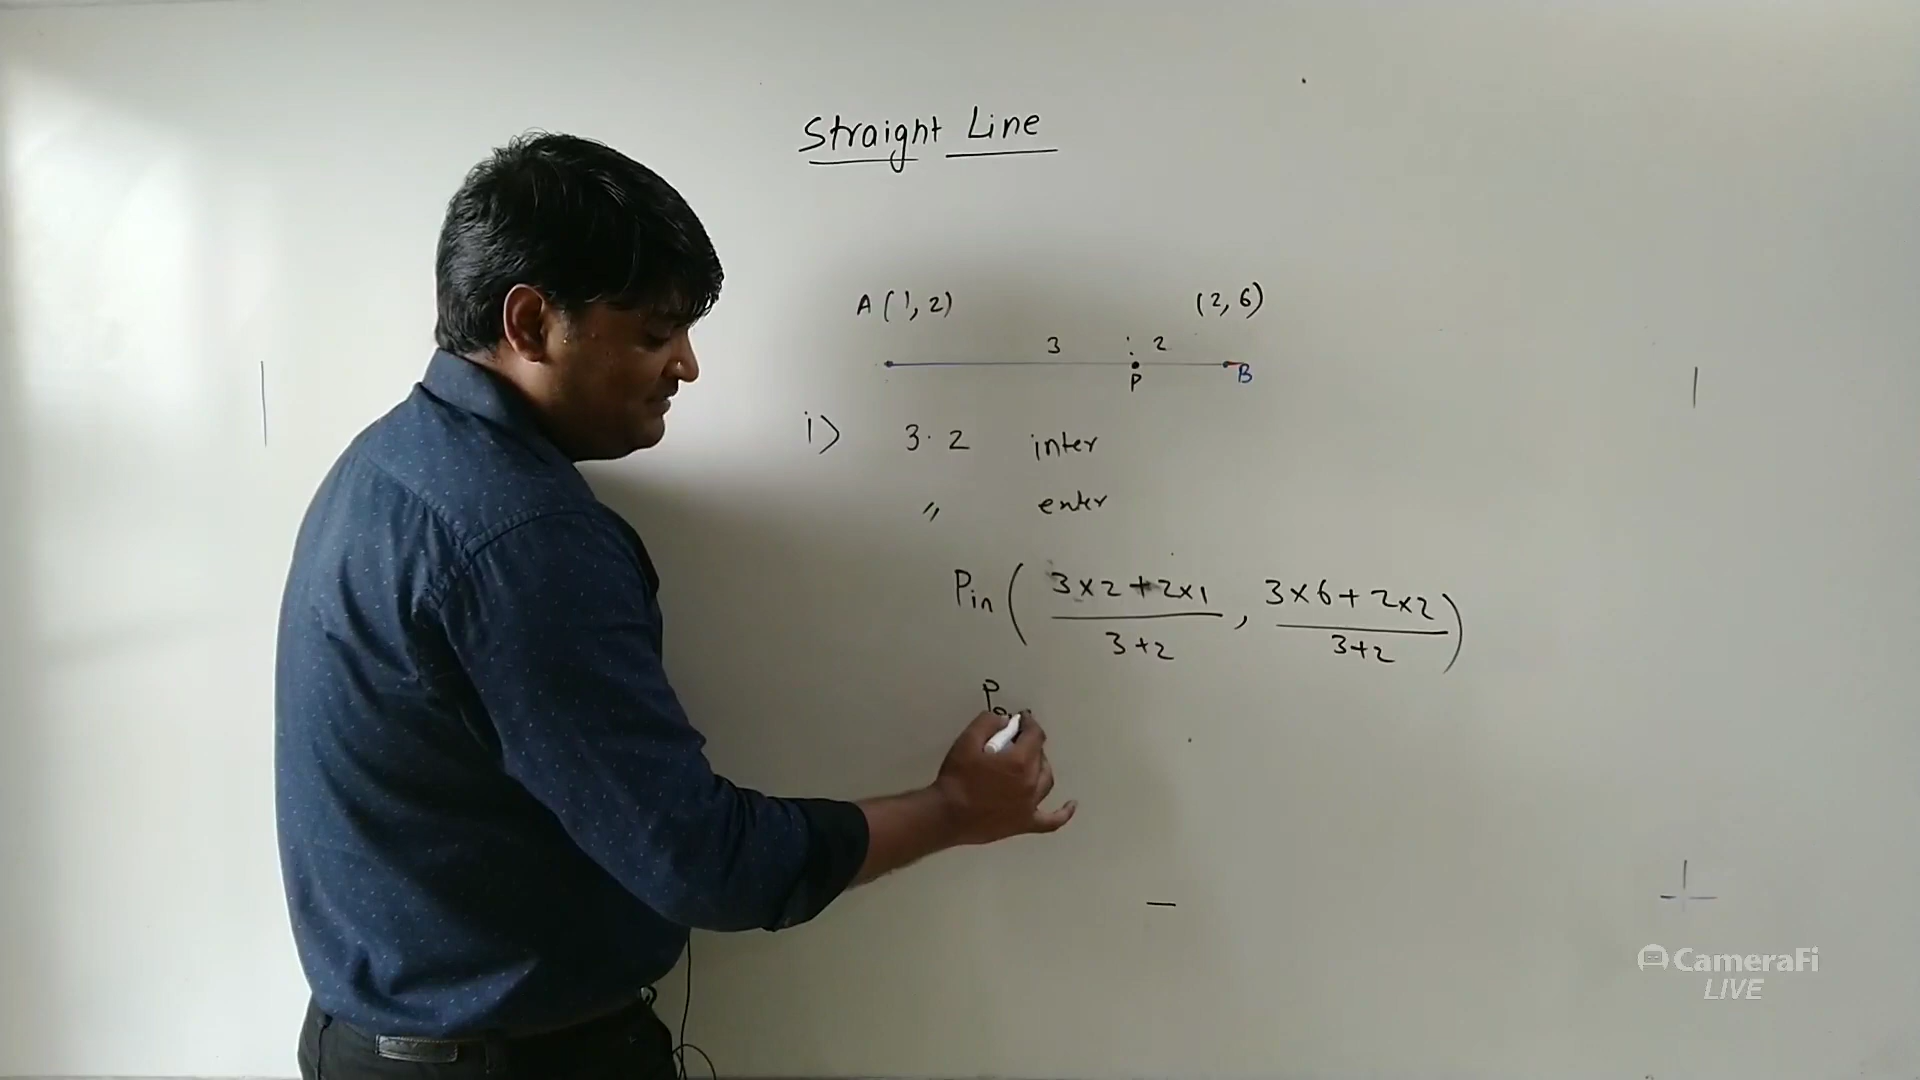 Straight Line
A (1, 2) (2, 6)
3 : 2
P B
i) 3. 2 inter
" exter
Pin ( 3×2 + 2×1 / 3+2 , 3×6 + 2×2 / 3+2 )
P
CameraFi
LIVE